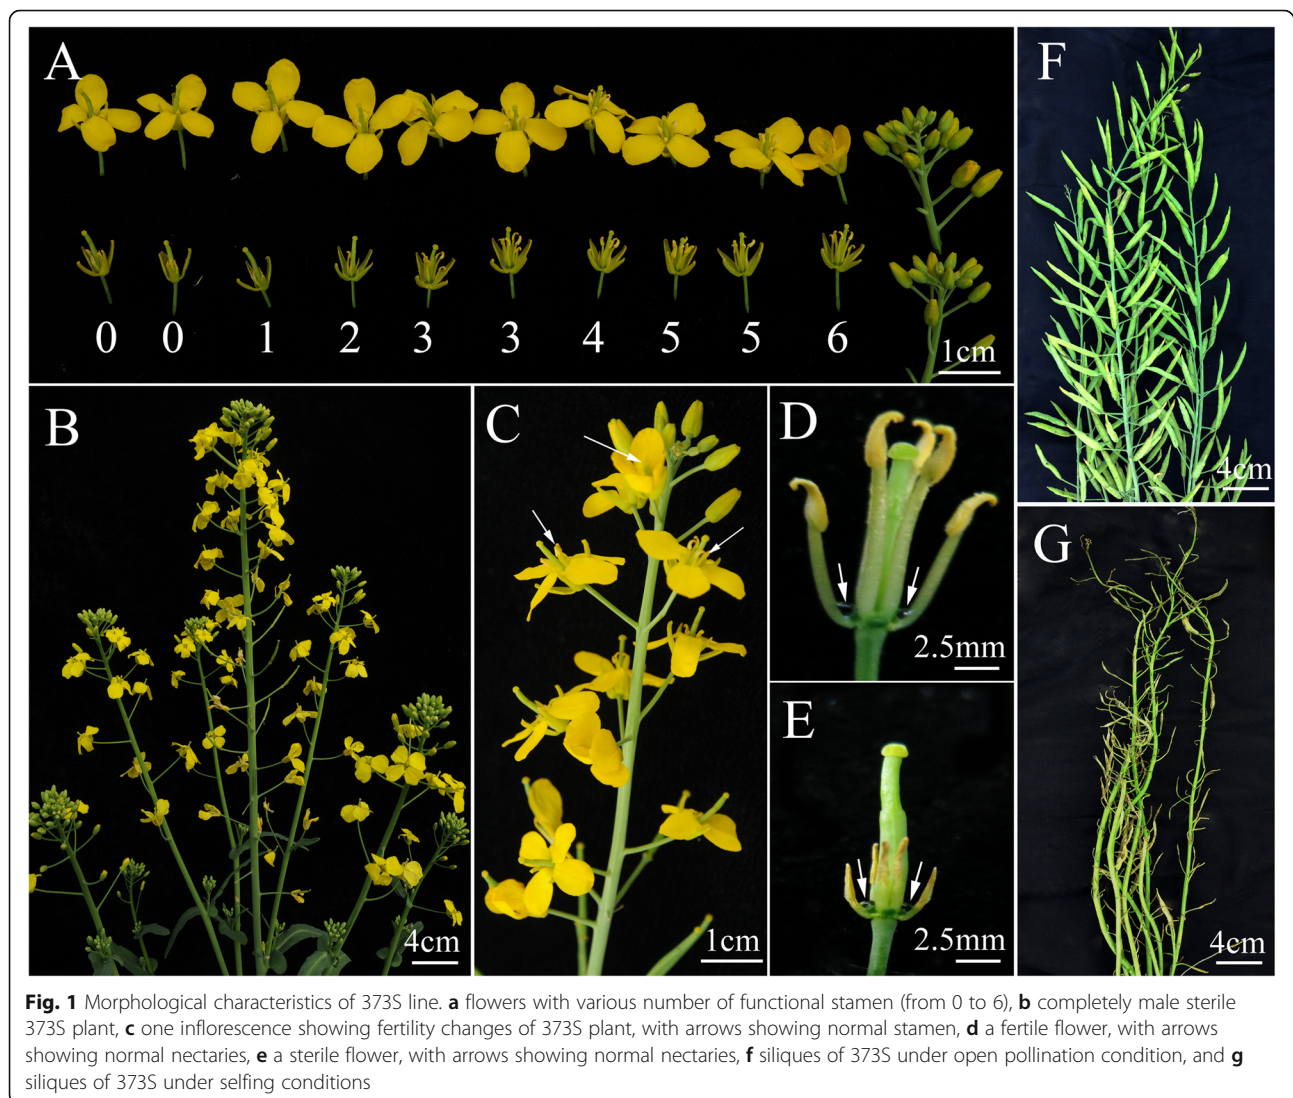 A
0 0 1 2 3 3 4 5 5 6
1cm
B
4cm
C
1cm
D
2.5mm
E
2.5mm
F
4cm
G
4cm
Fig. 1 Morphological characteristics of 373S line. a flowers with various number of functional stamen (from 0 to 6), b completely male sterile
373S plant, c one inflorescence showing fertility changes of 373S plant, with arrows showing normal stamen, d a fertile flower, with arrows
showing normal nectaries, e a sterile flower, with arrows showing normal nectaries, f siliques of 373S under open pollination condition, and g
siliques of 373S under selfing conditions